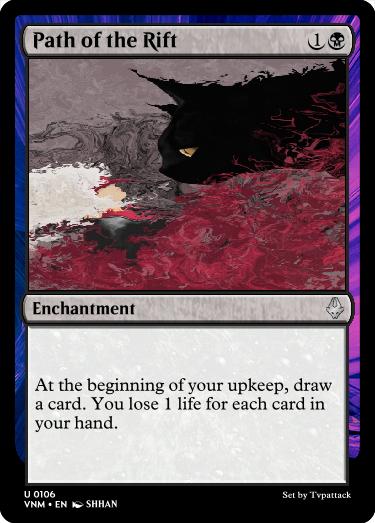 Path of the Rift 1
Enchantment
At the beginning of your upkeep, draw
a card. You lose 1 life for each card in
your hand.
U 0106
VNM • EN SHHAN
Set by Tvpattack